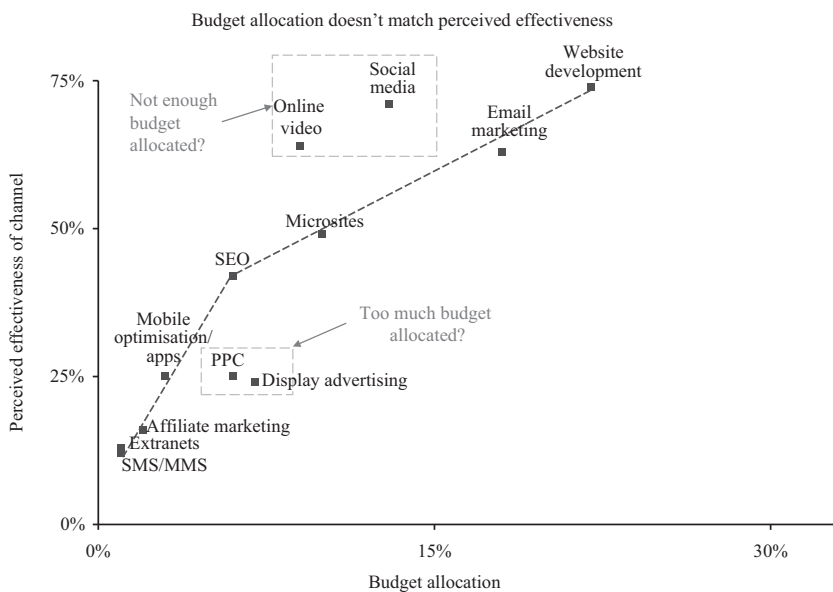 Budget allocation doesn't match perceived effectiveness
Website
development
75%
Social
media
Not enough
budget
allocated?
Online
video
Email
marketing
50%
Microsites
SEO
Mobile
optimisation/
apps
Too much budget
allocated?
25%
PPC
Display advertising
Affiliate marketing
Extranets
SMS/MMS
0%
0%
15%
30%
Budget allocation
Perceived effectiveness of channel